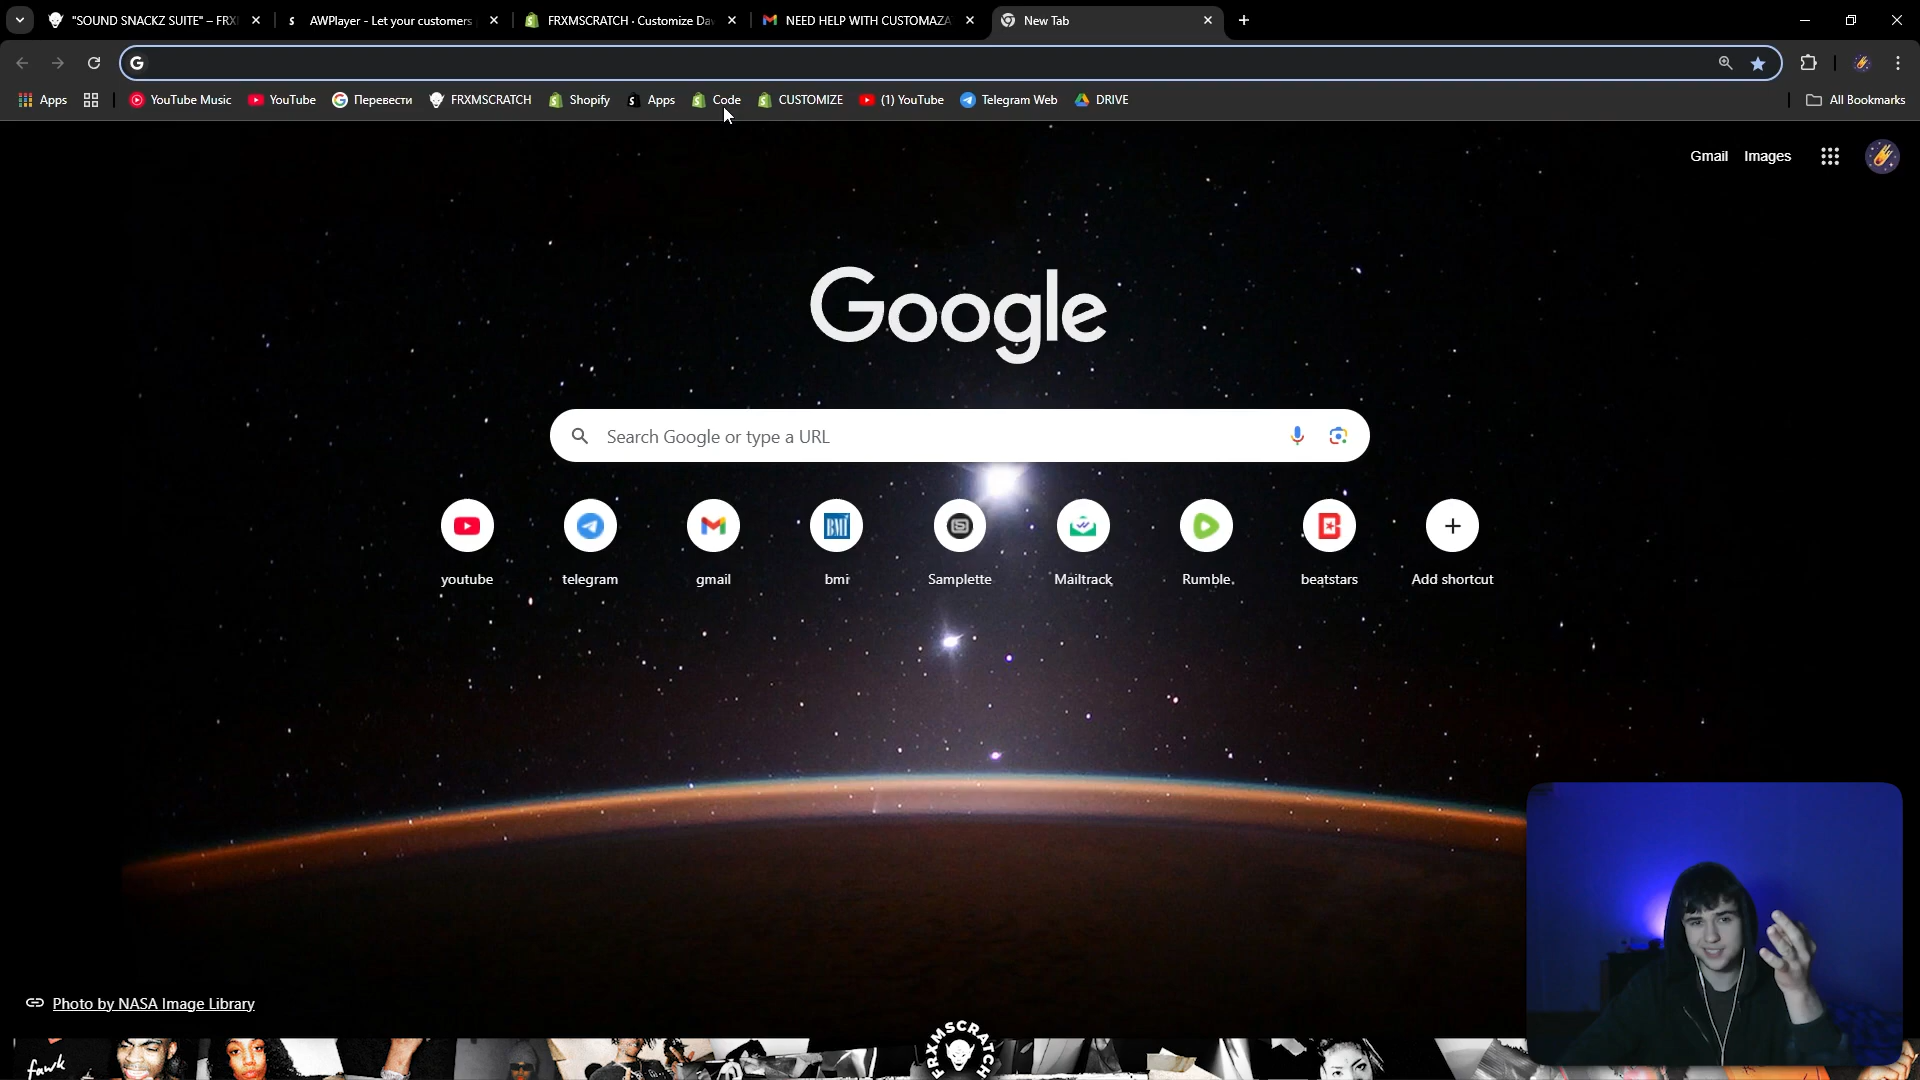 "SOUND SNACKZ SUITE" – FRX
AWPlayer - Let your customers
FRXMSCRATCH · Customize Da
NEED HELP WITH CUSTOMAZA
New Tab
Apps
YouTube Music
YouTube
Перевести
FRXMSCRATCH
Shopify
Apps
Code
CUSTOMIZE
(1) YouTube
Telegram Web
DRIVE
All Bookmarks
Gmail
Images
Google
Search Google or type a URL
BMI
youtube
telegram
gmail
bmi
Samplette
Mailtrack
Rumble
beatstars
Add shortcut
Photo by NASA Image Library
FRXMSCRATCH